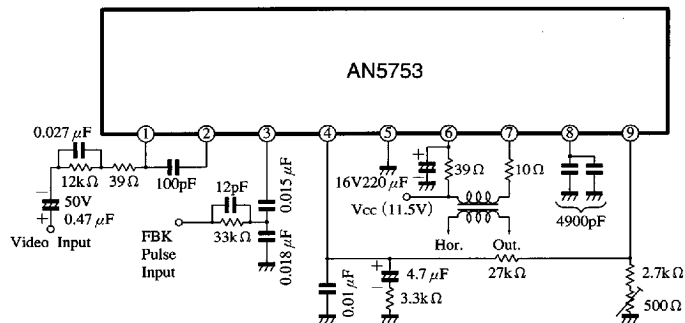 AN5753
1 2 3 4 5 6 7 8 9
0.027 μF
12kΩ
39Ω
100pF
50V
0.47 μF
Video Input
12pF
33kΩ
FBK
Pulse
Input
0.015 μF
0.018 μF
16V220 μF
39Ω
10Ω
VCC (11.5V)
Hor. Out.
4900pF
0.01 μF
4.7 μF
3.3kΩ
27kΩ
2.7kΩ
500Ω